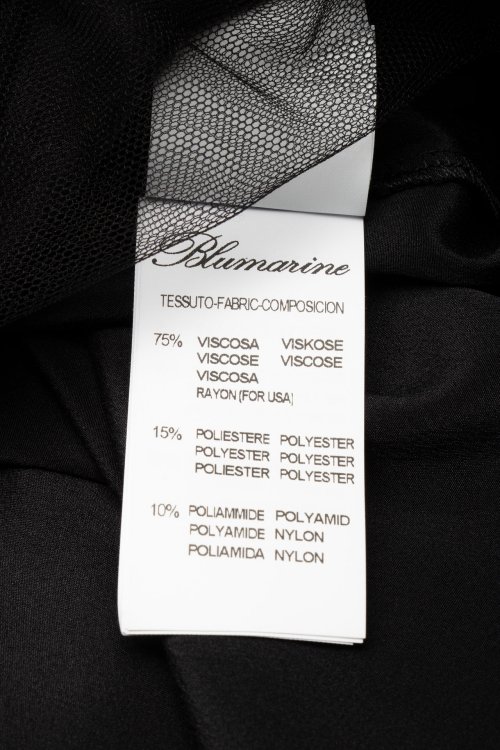 Blumarine
TESSUTO-FABRIC-COMPOSICION
75% VISCOSA VISKOSE
VISCOSE VISCOSE
VISCOSA
RAYON (FOR USA)
15% POLIESTERE POLYESTER
POLYESTER POLYESTER
POLIESTER POLYESTER
10% POLIAMMIDE POLYAMID
POLYAMIDE NYLON
POLIAMIDA NYLON